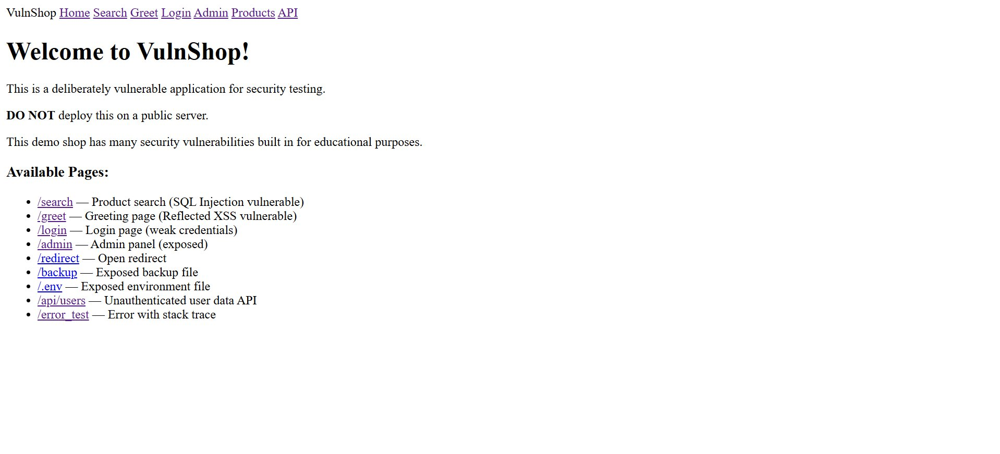 VulnShop Home Search Greet Login Admin Products API
Welcome to VulnShop!
This is a deliberately vulnerable application for security testing.
DO NOT deploy this on a public server.
This demo shop has many security vulnerabilities built in for educational purposes.
Available Pages:
• /search — Product search (SQL Injection vulnerable)
• /greet — Greeting page (Reflected XSS vulnerable)
• /login — Login page (weak credentials)
• /admin — Admin panel (exposed)
• /redirect — Open redirect
• /backup — Exposed backup file
• /.env — Exposed environment file
• /api/users — Unauthenticated user data API
• /error_test — Error with stack trace